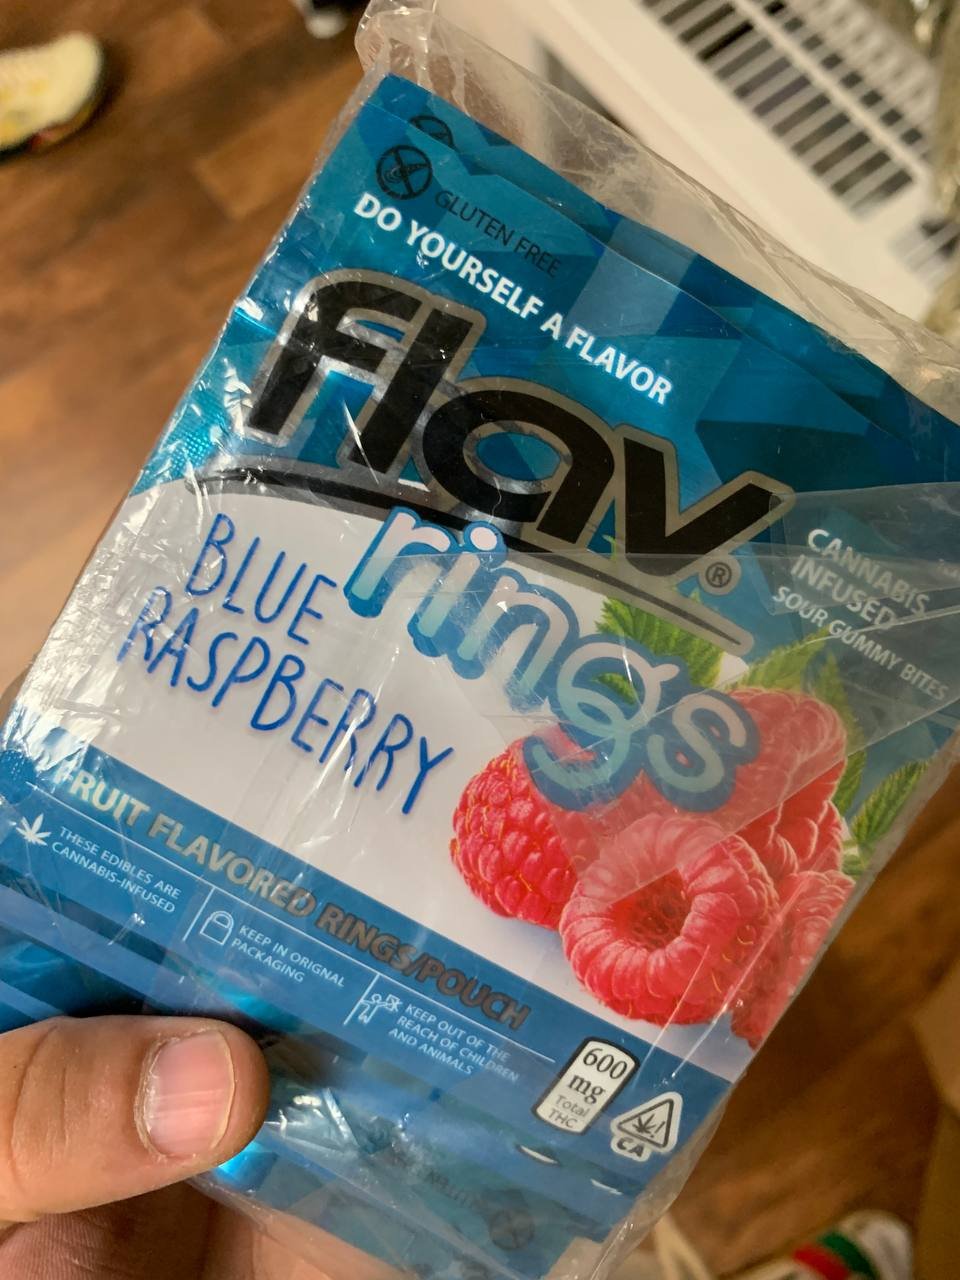 GLUTEN FREE
DO YOURSELF A FLAVOR
flav®
rings
BLUE
RASPBERRY
CANNABIS
INFUSED
SOUR GUMMY BITES
FRUIT FLAVORED RINGS/POUCH
THESE EDIBLES ARE
CANNABIS-INFUSED
KEEP IN ORIGNAL
PACKAGING
KEEP OUT OF THE
REACH OF CHILDREN
AND ANIMALS
600
mg
Total
THC
!
CA